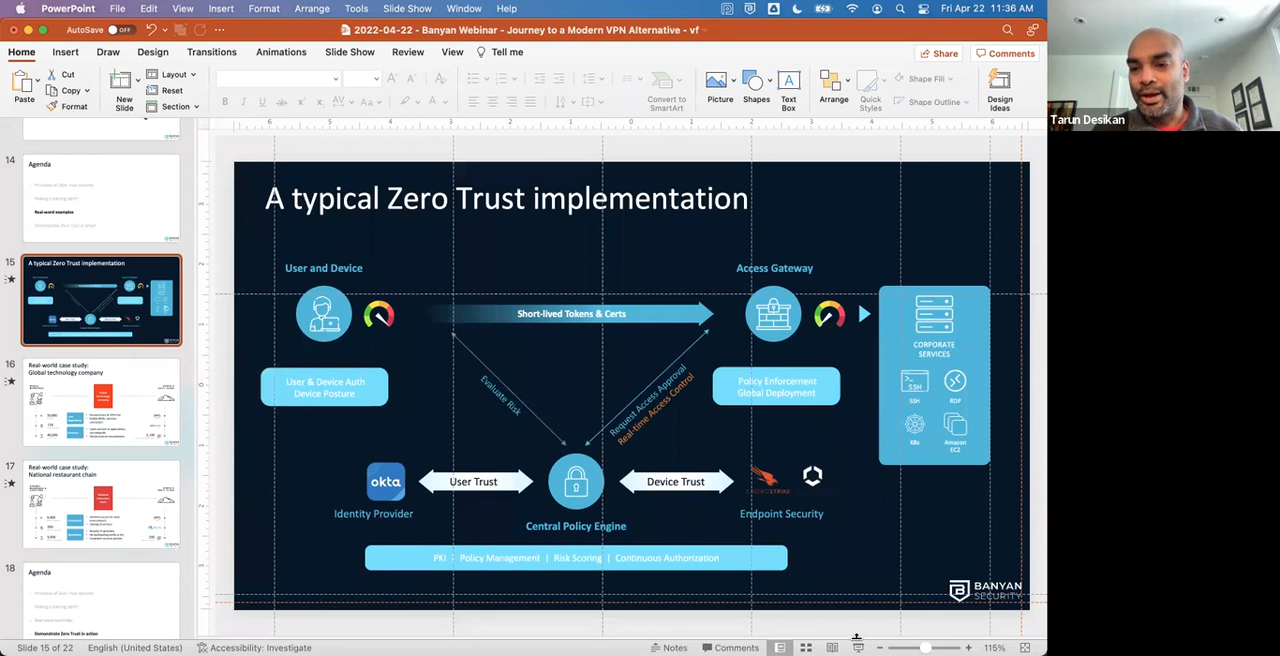 PowerPoint File Edit View Insert Format Arrange Tools Slide Show Window Help Fri Apr 22 11:36 AM
AutoSave OFF 2022-04-22 - Banyan Webinar - Journey to a Modern VPN Alternative - vf
Home Insert Draw Design Transitions Animations Slide Show Review View Tell me Share Comments
Paste Cut Copy Format
New Slide Layout Reset Section
Convert to SmartArt
Picture Shapes Text Box Arrange Quick Styles Shape Fill Shape Outline Design Ideas
Tarun Desikan
14
Agenda
Real-word examples
15
A typical Zero Trust implementation
16
Real-world case study:
Global technology company
17
Real-world case study:
National restaurant chain
18
Agenda
Demonstrate Zero Trust in action
A typical Zero Trust implementation
User and Device
Access Gateway
Short-lived Tokens & Certs
CORPORATE
SERVICES
SSH RDP
K8s Amazon
EC2
User & Device Auth
Device Posture
Policy Enforcement
Global Deployment
Evaluate Risk
Request Access Approval
Real-time Access Control
okta
User Trust
Device Trust
CROWDSTRIKE
Identity Provider
Central Policy Engine
Endpoint Security
PKI | Policy Management | Risk Scoring | Continuous Authorization
BANYAN
SECURITY
Slide 15 of 22 English (United States) Accessibility: Investigate Notes Comments 115%